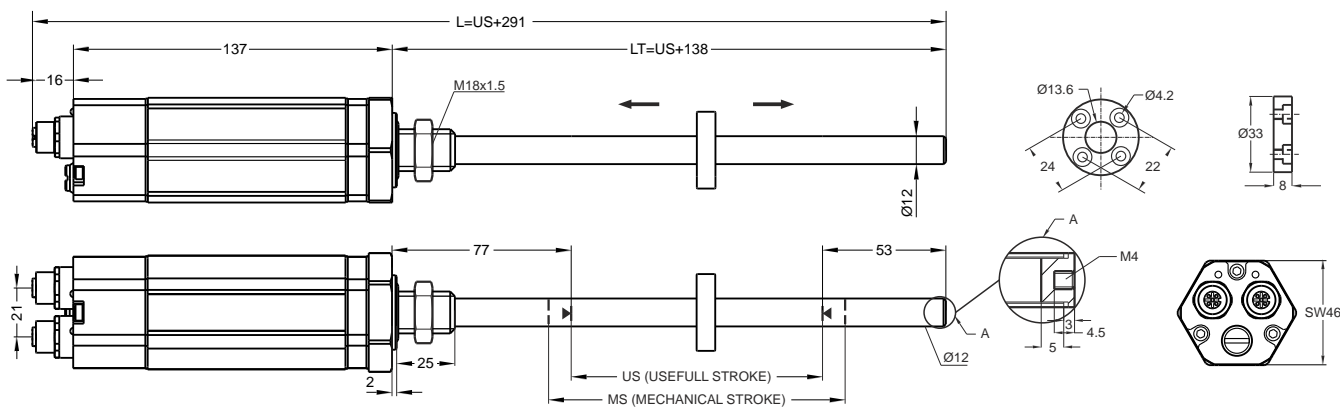 L=US+291
137
LT=US+138
16
M18x1.5
Ø12
Ø13.6
Ø4.2
24
22
Ø33
8
77
53
A
M4
3
4.5
5
A
Ø12
21
25
2
US (USEFULL STROKE)
MS (MECHANICAL STROKE)
SW46